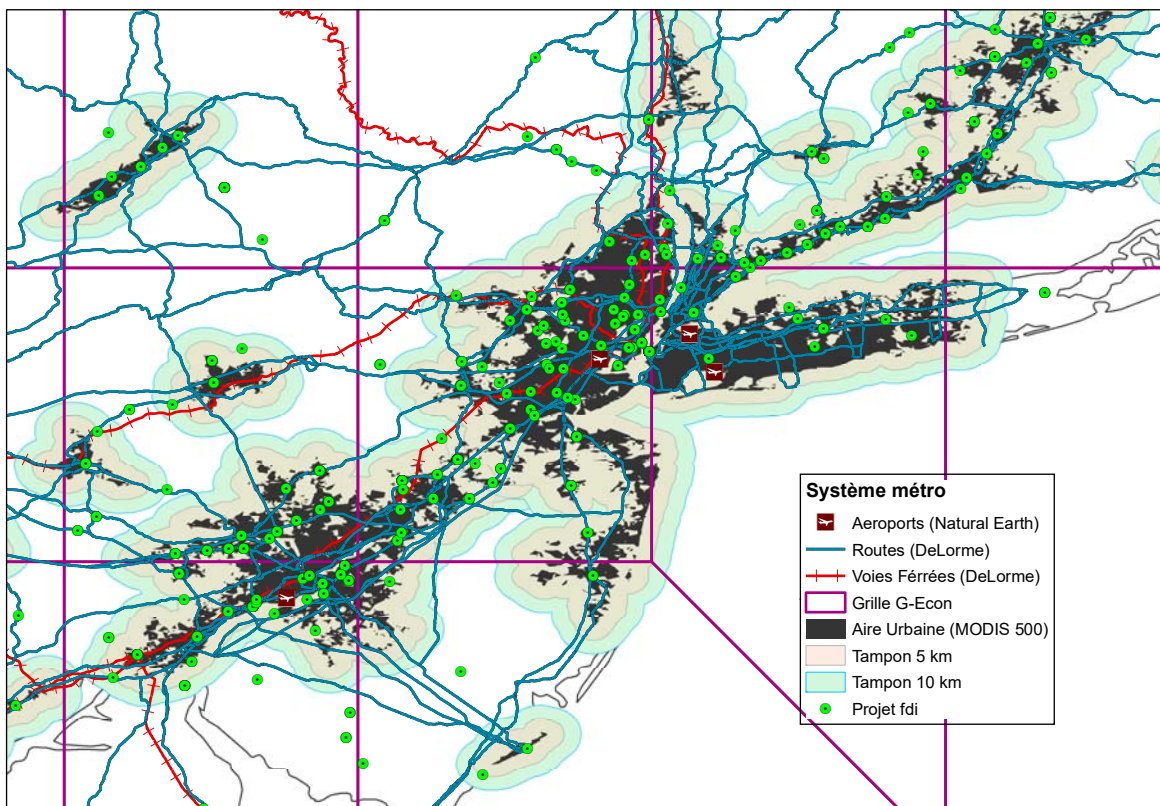 Système métro
Aeroports (Natural Earth)
Routes (DeLorme)
Voies Férrées (DeLorme)
Grille G-Econ
Aire Urbaine (MODIS 500)
Tampon 5 km
Tampon 10 km
Projet fdi